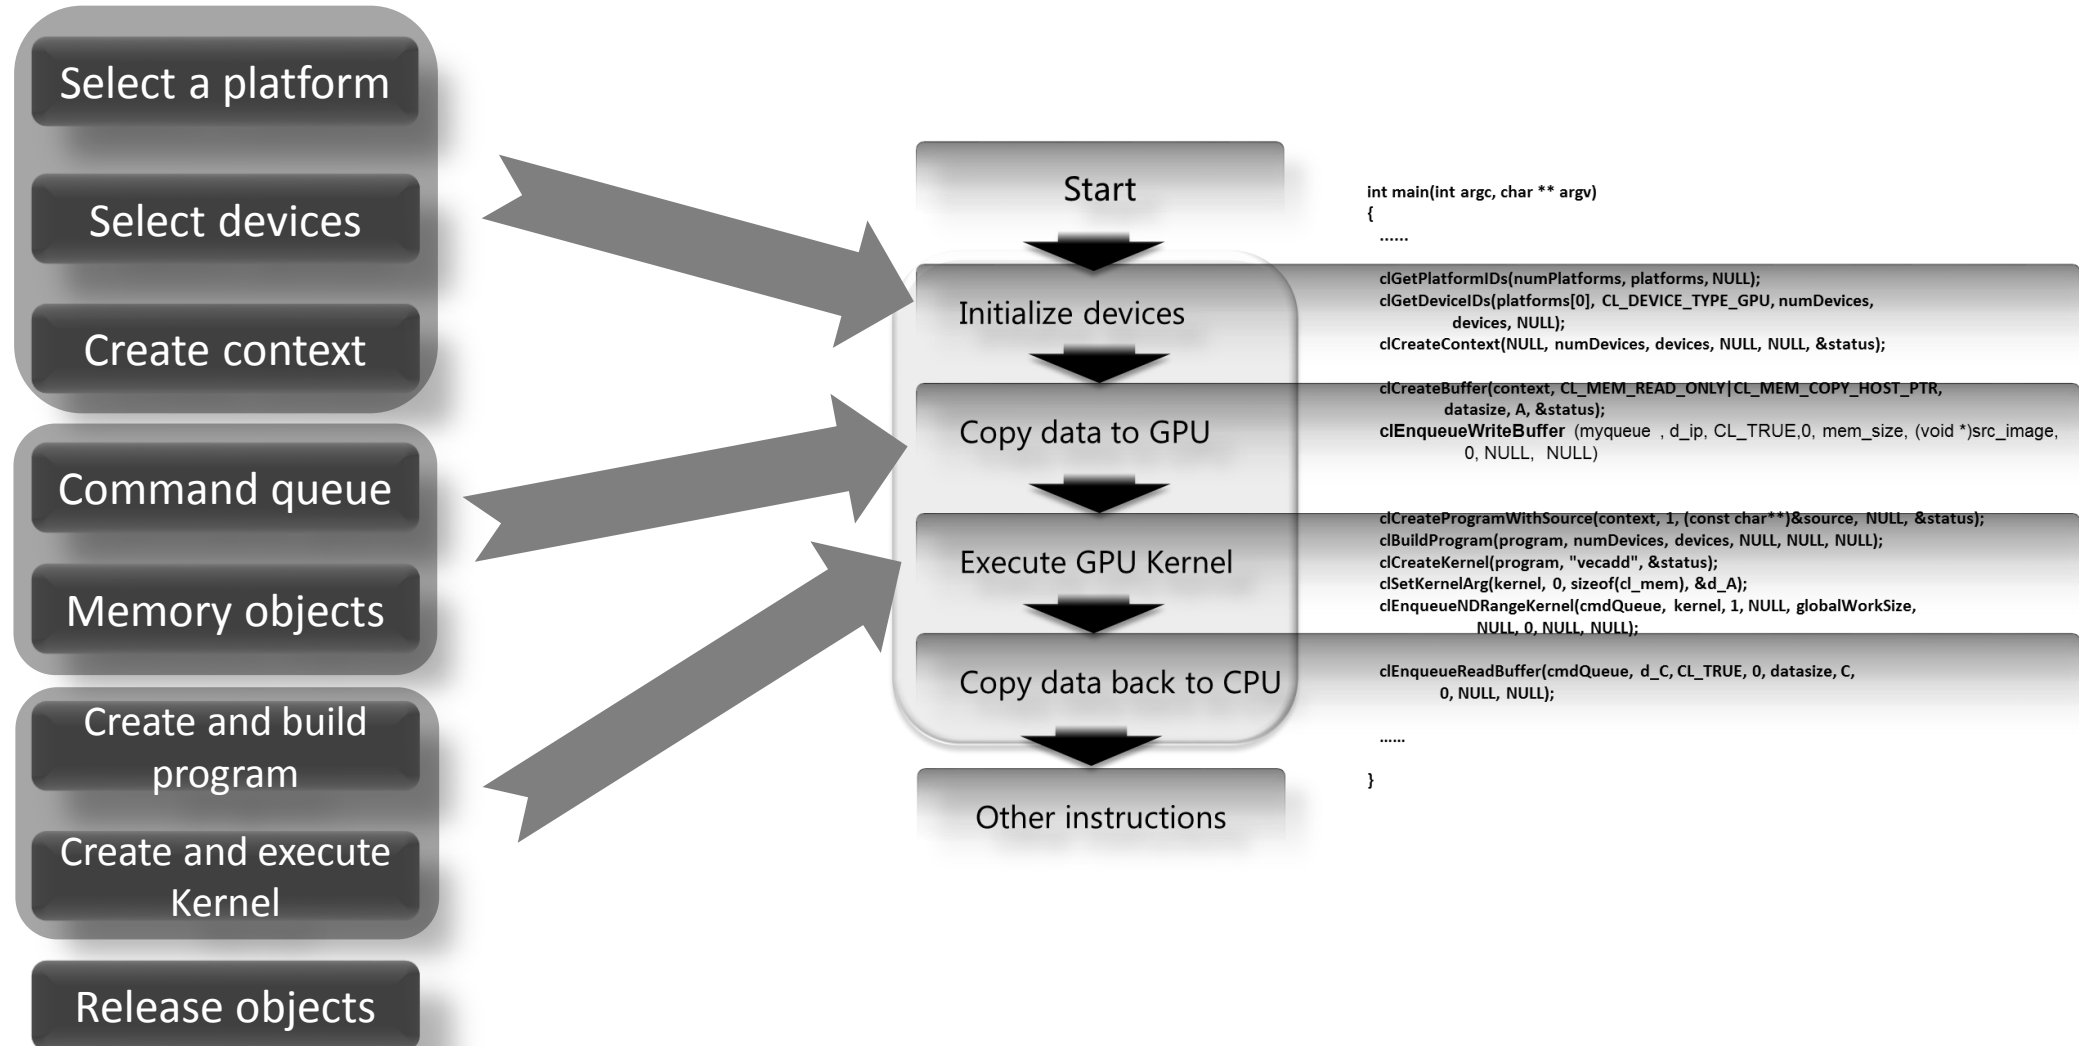 Select a platform
Select devices
Create context
Command queue
Memory objects
Create and build
program
Create and execute
Kernel
Release objects
Start
Initialize devices
Copy data to GPU
Execute GPU Kernel
Copy data back to CPU
Other instructions
int main(int argc, char ** argv)
{
......
clGetPlatformIDs(numPlatforms, platforms, NULL);
clGetDeviceIDs(platforms[0], CL_DEVICE_TYPE_GPU, numDevices,
devices, NULL);
clCreateContext(NULL, numDevices, devices, NULL, NULL, &status);
clCreateBuffer(context, CL_MEM_READ_ONLY|CL_MEM_COPY_HOST_PTR,
datasize, A, &status);
clEnqueueWriteBuffer (myqueue , d_ip, CL_TRUE,0, mem_size, (void *)src_image,
0, NULL, NULL)
clCreateProgramWithSource(context, 1, (const char**)&source, NULL, &status);
clBuildProgram(program, numDevices, devices, NULL, NULL, NULL);
clCreateKernel(program, "vecadd", &status);
clSetKernelArg(kernel, 0, sizeof(cl_mem), &d_A);
clEnqueueNDRangeKernel(cmdQueue, kernel, 1, NULL, globalWorkSize,
NULL, 0, NULL, NULL);
clEnqueueReadBuffer(cmdQueue, d_C, CL_TRUE, 0, datasize, C,
0, NULL, NULL);
......
}